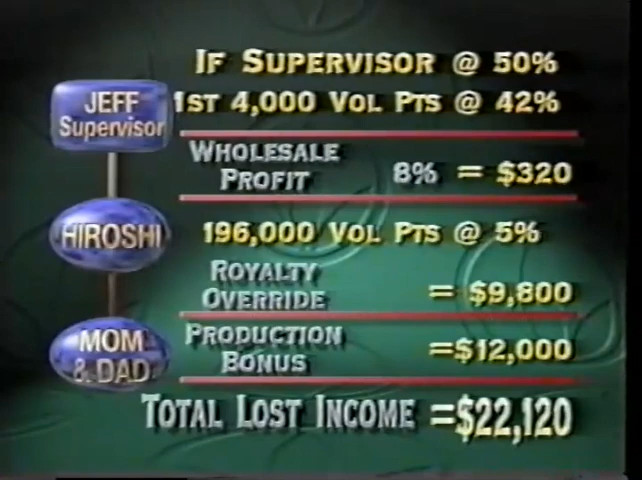 IF SUPERVISOR @ 50%
JEFF
Supervisor
1ST 4,000 VOL PTS @ 42%
WHOLESALE
PROFIT 8% = $320
HIROSHI
196,000 VOL PTS @ 5%
ROYALTY
OVERRIDE = $9,800
MOM
& DAD
PRODUCTION
BONUS =$12,000
TOTAL LOST INCOME =$22,120